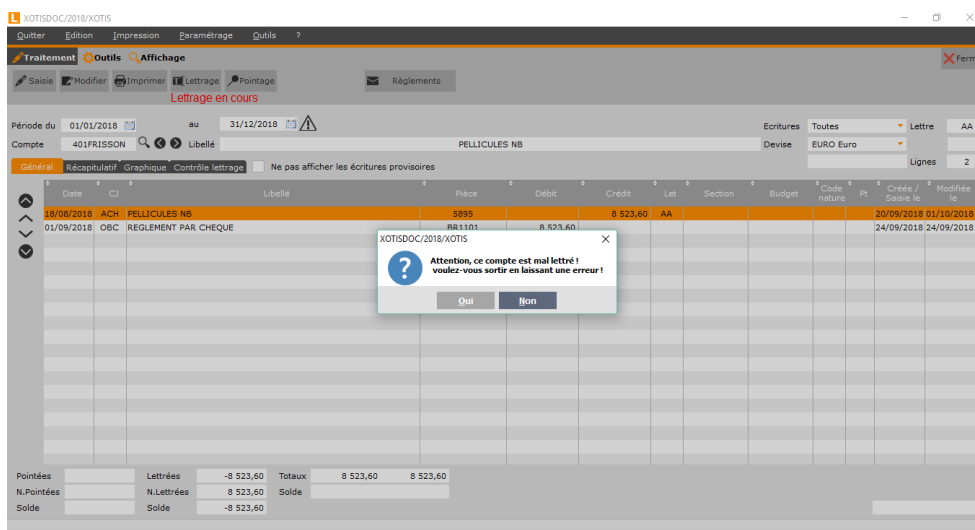 XOTISDOC/2018/XOTIS
Quitter Edition Impression Paramétrage Outils ?
Traitement Outils Affichage Ferm
Saisie Modifier Imprimer Lettrage Pointage Règlements
Lettrage en cours
Période du 01/01/2018 au 31/12/2018 Ecritures Toutes Lettre AA
Compte 401FRISSON Libellé PELLICULES NB Devise EURO Euro
Général Récapitulatif Graphique Contrôle lettrage Ne pas afficher les écritures provisoires Lignes 2
Date CJ Libellé Pièce Débit Crédit Let Section Budget Code nature Pt Créée / Saisie le Modifiée le
18/08/2018 ACH PELLICULES NB 5895 8 523,60 AA 20/09/2018 01/10/2018
01/09/2018 OBC REGLEMENT PAR CHEQUE BR1101 8 523,60 24/09/2018 24/09/2018
XOTISDOC/2018/XOTIS
Attention, ce compte est mal lettré !
voulez-vous sortir en laissant une erreur !
Oui Non
Pointées Lettrées -8 523,60 Totaux 8 523,60 8 523,60
N.Pointées N.Lettrées 8 523,60 Solde
Solde Solde -8 523,60